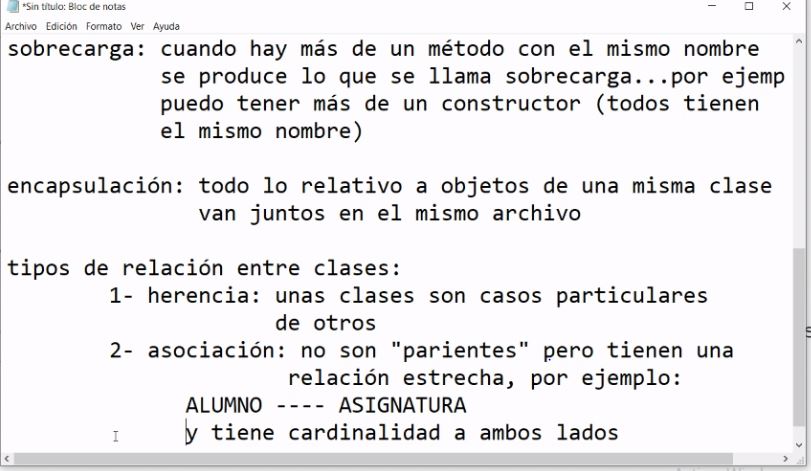 *Sin título: Bloc de notas
Archivo Edición Formato Ver Ayuda
sobrecarga: cuando hay más de un método con el mismo nombre
se produce lo que se llama sobrecarga...por ejemp
puedo tener más de un constructor (todos tienen
el mismo nombre)
encapsulación: todo lo relativo a objetos de una misma clase
van juntos en el mismo archivo
tipos de relación entre clases:
1- herencia: unas clases son casos particulares
de otros
2- asociación: no son "parientes" pero tienen una
relación estrecha, por ejemplo:
ALUMNO ---- ASIGNATURA
y tiene cardinalidad a ambos lados